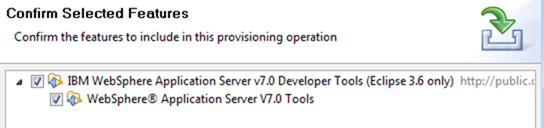 Confirm Selected Features
Confirm the features to include in this provisioning operation
IBM WebSphere Application Server v7.0 Developer Tools (Eclipse 3.6 only) http://public.
WebSphere® Application Server V7.0 Tools